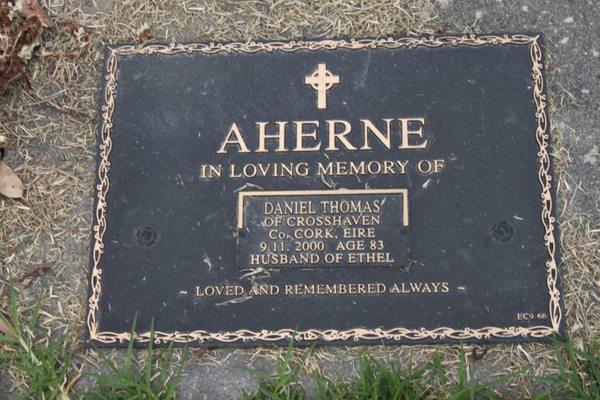 AHERNE
IN LOVING MEMORY OF
DANIEL THOMAS
OF CROSSHAVEN
Co. CORK, EIRE
9.11. 2000 AGE 83
HUSBAND OF ETHEL
~ LOVED AND REMEMBERED ALWAYS ~
EC9 66